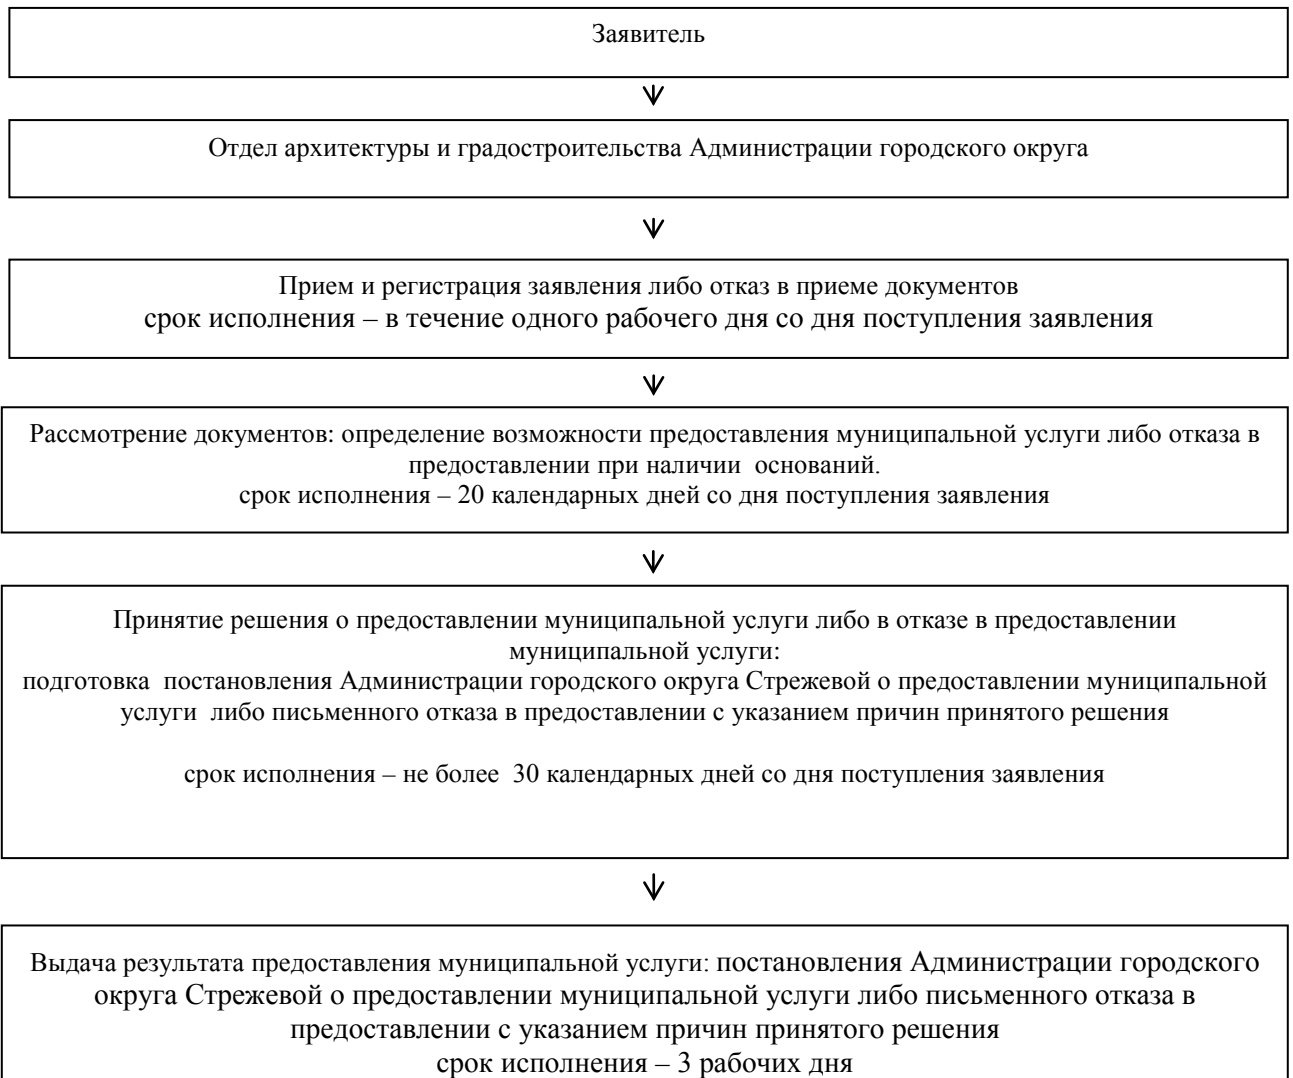 Заявитель
Отдел архитектуры и градостроительства Администрации городского округа
Прием и регистрация заявления либо отказ в приеме документов
срок исполнения – в течение одного рабочего дня со дня поступления заявления
Рассмотрение документов: определение возможности предоставления муниципальной услуги либо отказа в
предоставлении при наличии оснований.
срок исполнения – 20 календарных дней со дня поступления заявления
Принятие решения о предоставлении муниципальной услуги либо в отказе в предоставлении
муниципальной услуги:
подготовка постановления Администрации городского округа Стрежевой о предоставлении муниципальной
услуги либо письменного отказа в предоставлении с указанием причин принятого решения
срок исполнения – не более 30 календарных дней со дня поступления заявления
Выдача результата предоставления муниципальной услуги: постановления Администрации городского
округа Стрежевой о предоставлении муниципальной услуги либо письменного отказа в
предоставлении с указанием причин принятого решения
срок исполнения – 3 рабочих дня